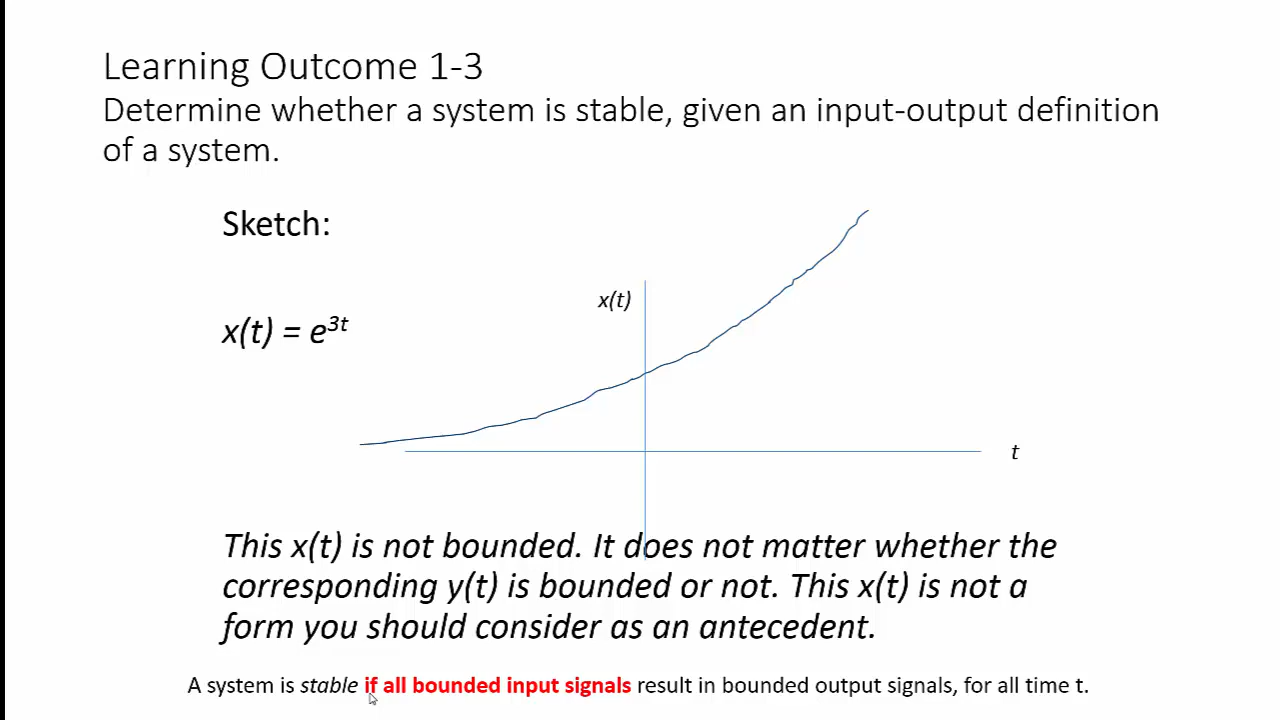 Learning Outcome 1-3
Determine whether a system is stable, given an input-output definition
of a system.
Sketch:
x(t)
x(t) = e³ᵗ
t
This x(t) is not bounded. It does not matter whether the
corresponding y(t) is bounded or not. This x(t) is not a
form you should consider as an antecedent.
A system is stable if all bounded input signals result in bounded output signals, for all time t.